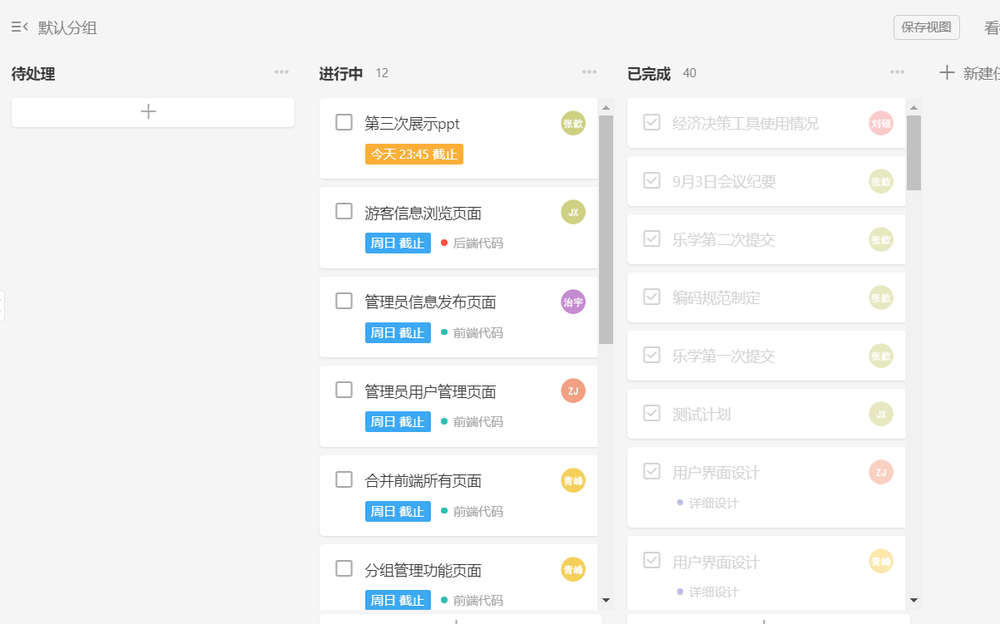 默认分组
保存视图
待处理
进行中 12
已完成 40
新建任
第三次展示ppt
张歆
今天 23:45 截止
游客信息浏览页面
JX
周日 截止
后端代码
管理员信息发布页面
治宇
周日 截止
前端代码
管理员用户管理页面
ZJ
周日 截止
前端代码
合并前端所有页面
青峰
周日 截止
前端代码
分组管理功能页面
青峰
周日 截止
前端代码
经济决策工具使用情况
刘硕
9月3日会议纪要
张歆
乐学第二次提交
张歆
编码规范制定
张歆
乐学第一次提交
张歆
测试计划
JX
用户界面设计
ZJ
详细设计
用户界面设计
青峰
详细设计